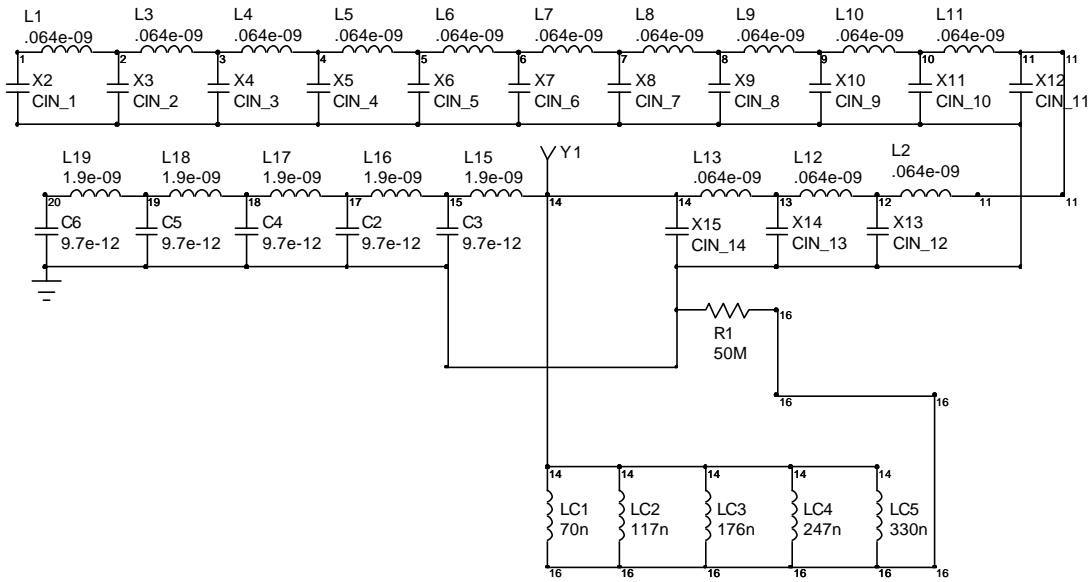 L1 L3 L4 L5 L6 L7 L8 L9 L10 L11
.064e-09 .064e-09 .064e-09 .064e-09 .064e-09 .064e-09 .064e-09 .064e-09 .064e-09 .064e-09
1 2 3 4 5 6 7 8 9 10 11 11
X2 X3 X4 X5 X6 X7 X8 X9 X10 X11 X12
CIN_1 CIN_2 CIN_3 CIN_4 CIN_5 CIN_6 CIN_7 CIN_8 CIN_9 CIN_10 CIN_11
L19 L18 L17 L16 L15 Y1 L13 L12 L2
1.9e-09 1.9e-09 1.9e-09 1.9e-09 1.9e-09 .064e-09 .064e-09 .064e-09
20 19 18 17 15 14 14 13 12 11 11
C6 C5 C4 C2 C3 X15 X14 X13
9.7e-12 9.7e-12 9.7e-12 9.7e-12 9.7e-12 CIN_14 CIN_13 CIN_12
16
R1
50M
16 16
14 14 14 14 14
LC1 LC2 LC3 LC4 LC5
70n 117n 176n 247n 330n
16 16 16 16 16 16